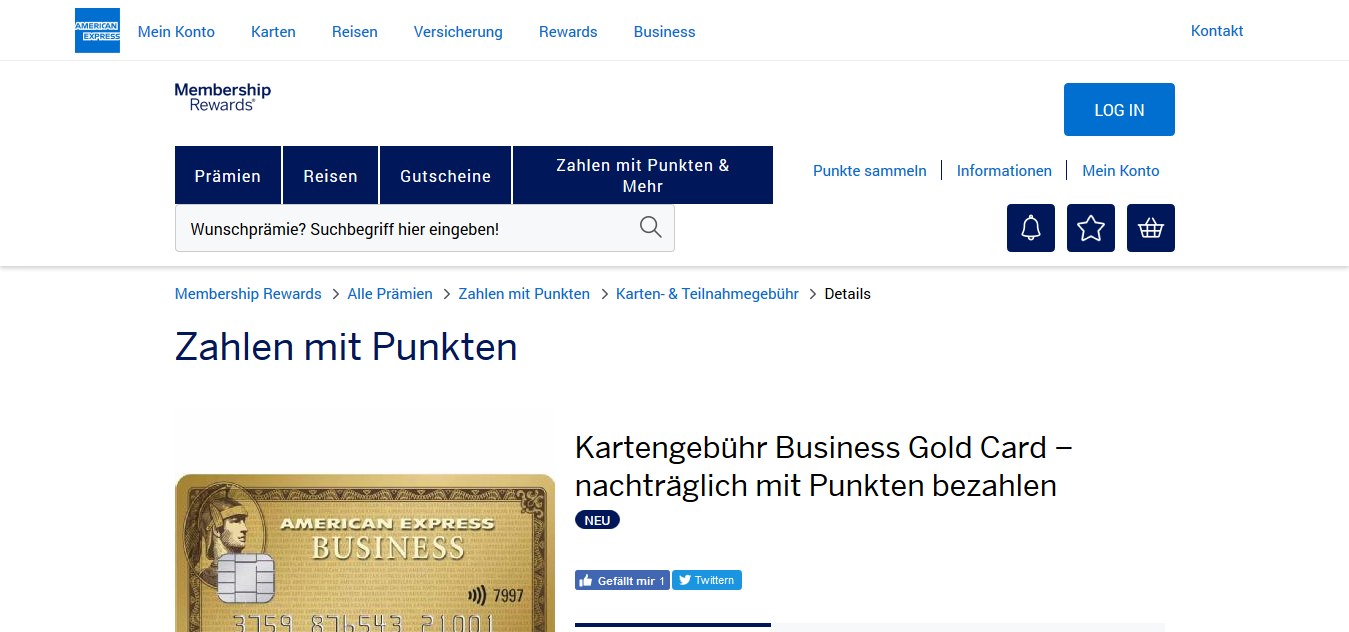 AMERICAN
EXPRESS
Mein Konto
Karten
Reisen
Versicherung
Rewards
Business
Kontakt
Membership
Rewards®
LOG IN
Prämien
Reisen
Gutscheine
Zahlen mit Punkten &
Mehr
Punkte sammeln
Informationen
Mein Konto
Wunschprämie? Suchbegriff hier eingeben!
Membership Rewards > Alle Prämien > Zahlen mit Punkten > Karten- & Teilnahmegebühr > Details
Zahlen mit Punkten
Kartengebühr Business Gold Card –
nachträglich mit Punkten bezahlen
NEU
Gefällt mir 1
Twittern
AMERICAN EXPRESS
BUSINESS
7997
3759 876543 21001